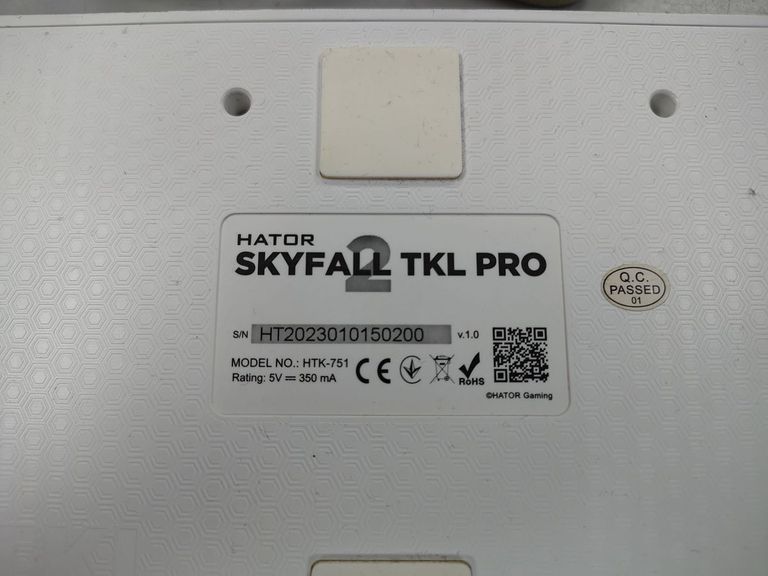 HATOR
SKYFALL 2 TKL PRO
S/N HT2023010150200 v.1.0
MODEL NO.: HTK-751
Rating: 5V ⎓ 350 mA
CE
RoHS
©HATOR Gaming
Q.C.
PASSED
01